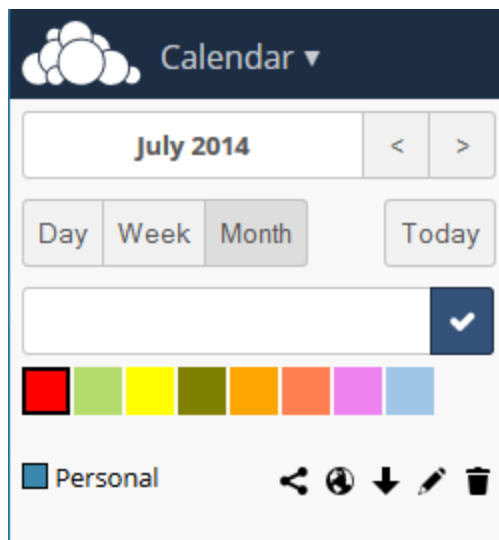 Calendar ▾
July 2014 < >
Day Week Month Today
Personal